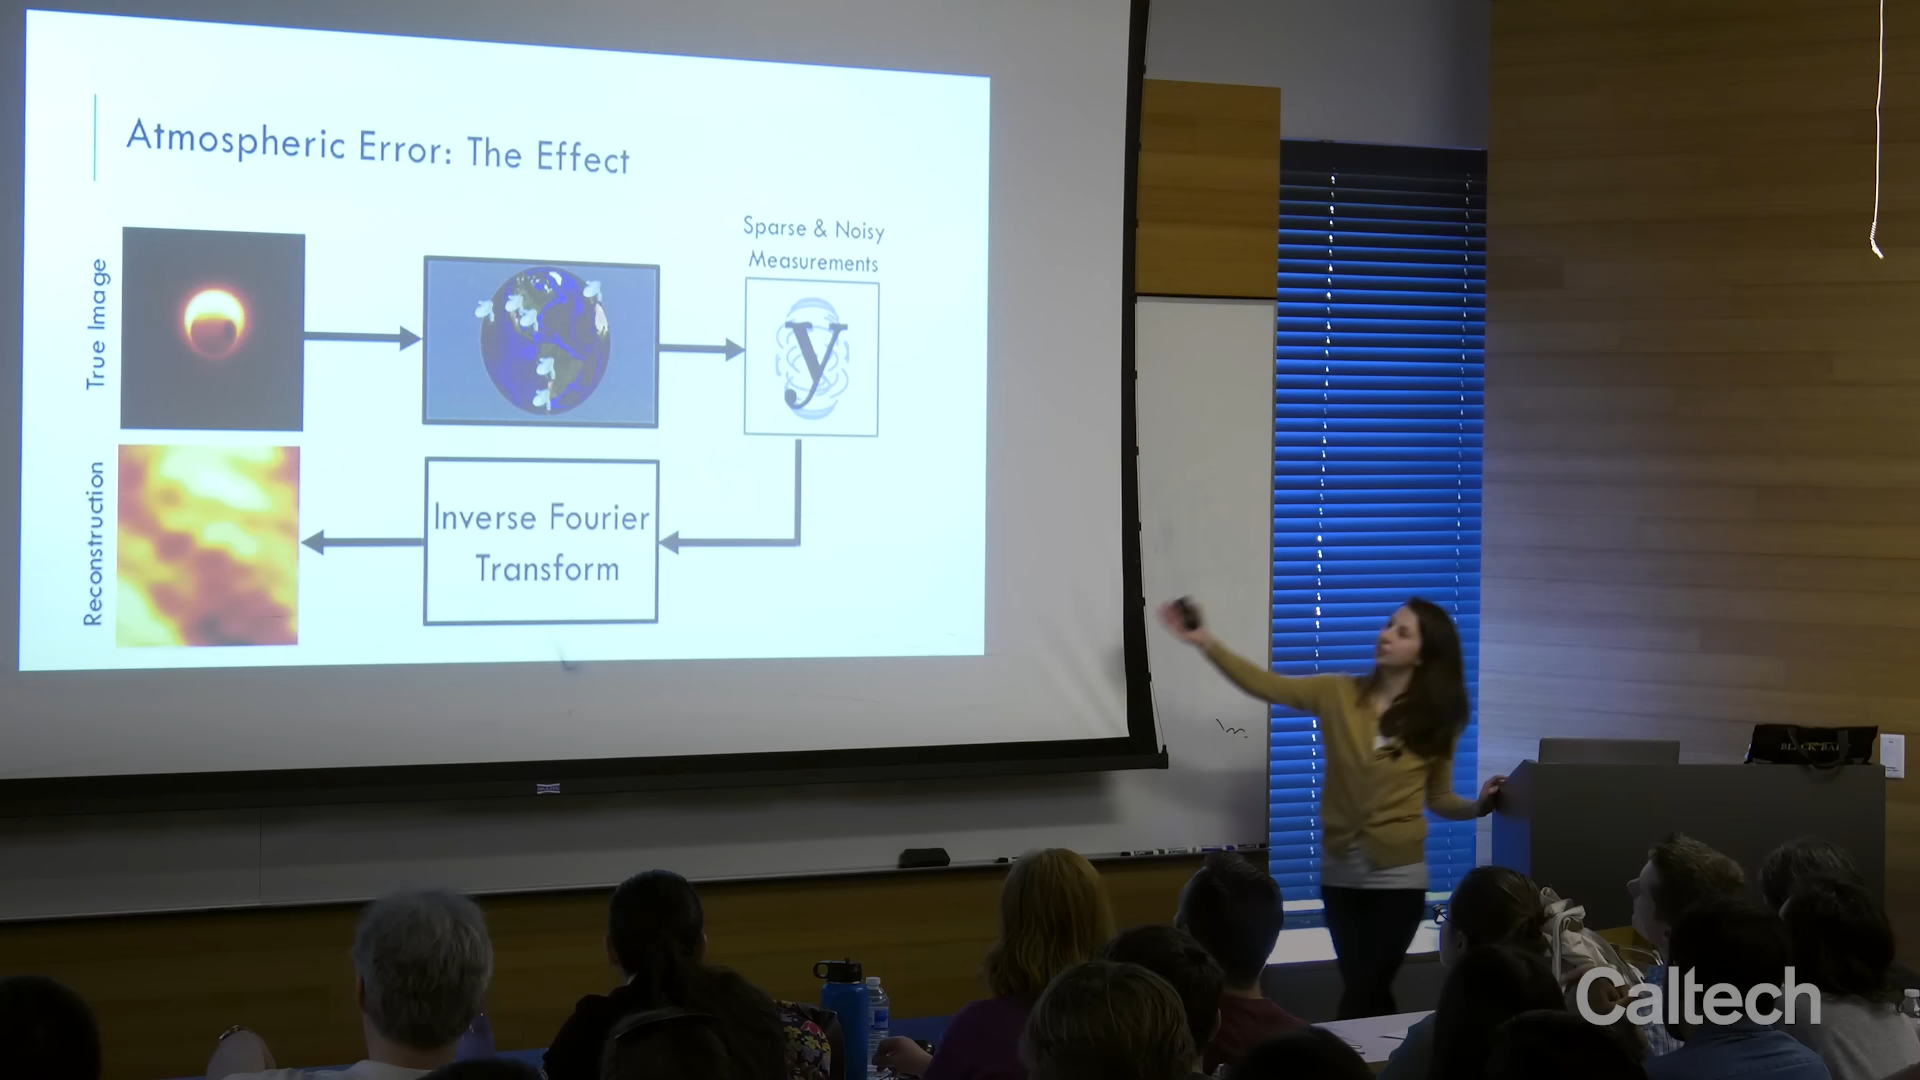 Atmospheric Error: The Effect
True Image
Sparse & Noisy
Measurements
y
Reconstruction
Inverse Fourier
Transform
Caltech